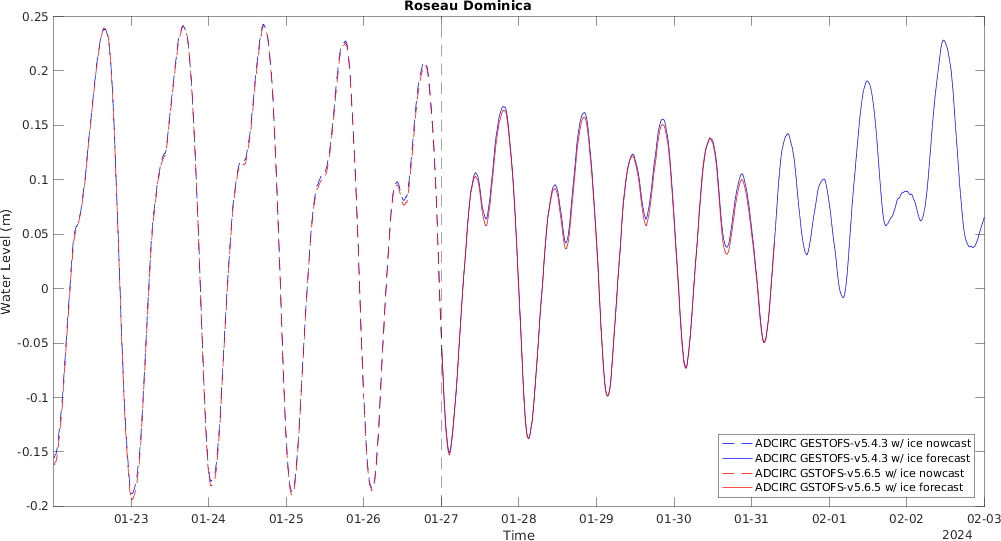 Roseau Dominica
Water Level (m)
0.25
0.2
0.15
0.1
0.05
0
-0.05
-0.1
-0.15
-0.2
01-23 01-24 01-25 01-26 01-27 01-28 01-29 01-30 01-31 02-01 02-02 02-03
Time
2024
ADCIRC GESTOFS-v5.4.3 w/ ice nowcast
ADCIRC GESTOFS-v5.4.3 w/ ice forecast
ADCIRC GSTOFS-v5.6.5 w/ ice nowcast
ADCIRC GSTOFS-v5.6.5 w/ ice forecast